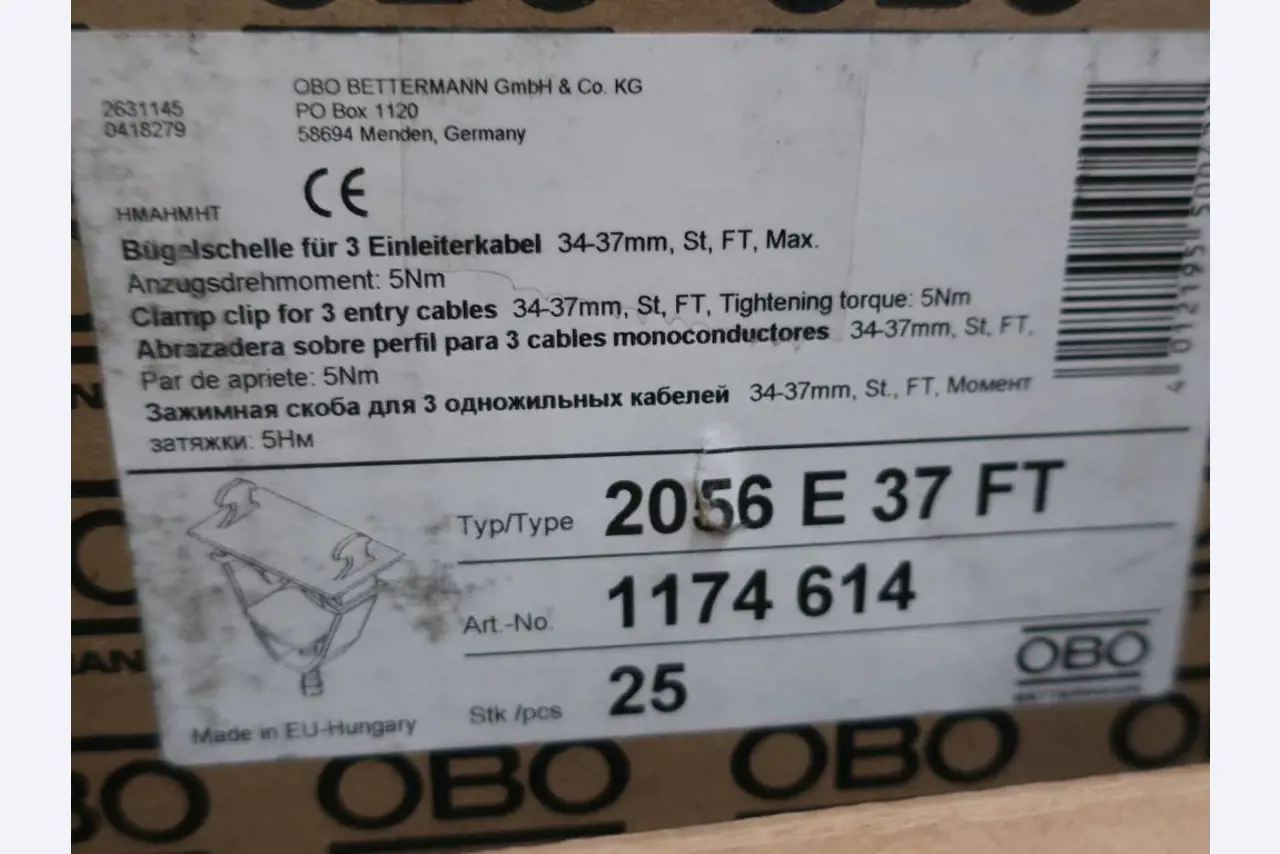 OBO BETTERMANN GmbH & Co. KG
PO Box 1120
58694 Menden, Germany
2631145
0418279
CE
HMAHMHT
Bügelschelle für 3 Einleiterkabel 34-37mm, St, FT, Max.
Anzugsdrehmoment: 5Nm
Clamp clip for 3 entry cables 34-37mm, St, FT, Tightening torque: 5Nm
Abrazadera sobre perfil para 3 cables monoconductores 34-37mm, St, FT,
Par de apriete: 5Nm
Зажимная скоба для 3 одножильных кабелей 34-37mm, St., FT, Момент
затяжки: 5Нм
Typ/Type 2056 E 37 FT
Art.-No. 1174 614
Stk /pcs 25
Made in EU-Hungary
OBO
BETTERMANN
OBO OBO